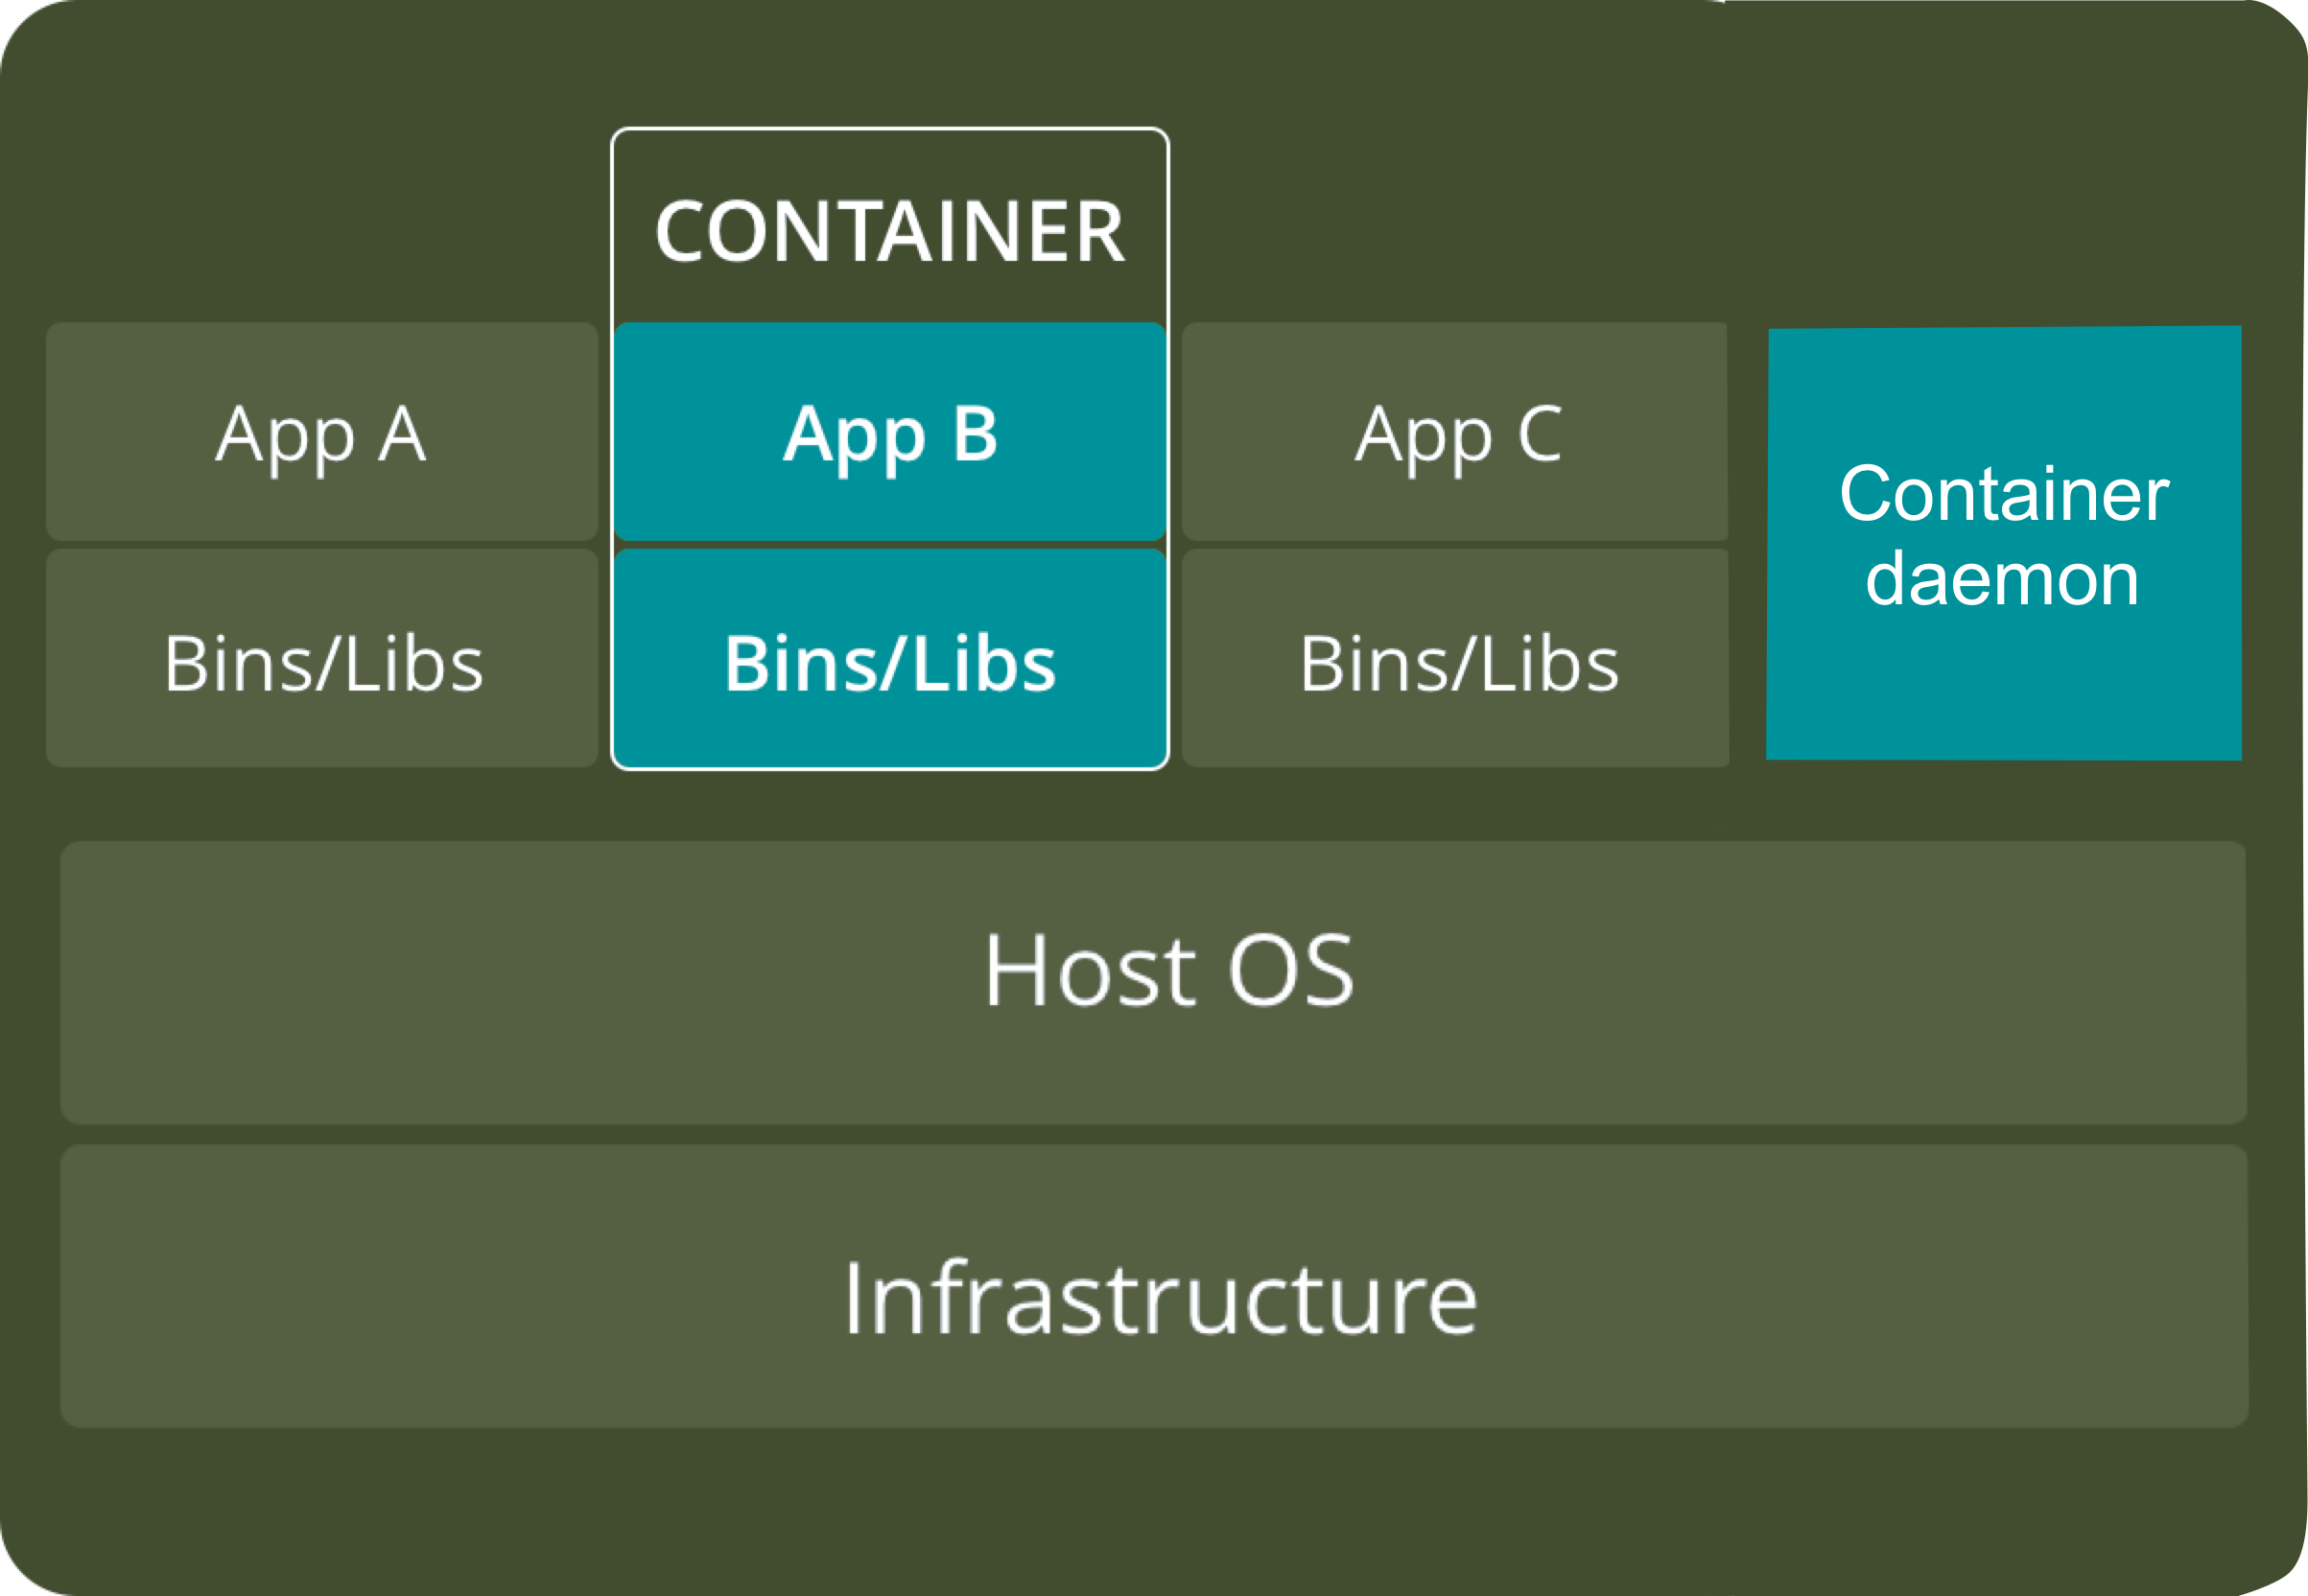 CONTAINER
App A
App B
App C
Container
daemon
Bins/Libs
Bins/Libs
Bins/Libs
Host OS
Infrastructure